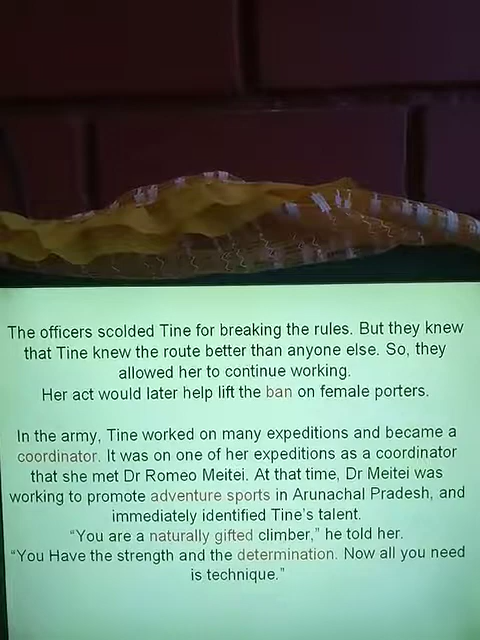 The officers scolded Tine for breaking the rules. But they knew
that Tine knew the route better than anyone else. So, they
allowed her to continue working.
Her act would later help lift the ban on female porters.
In the army, Tine worked on many expeditions and became a
coordinator. It was on one of her expeditions as a coordinator
that she met Dr Romeo Meitei. At that time, Dr Meitei was
working to promote adventure sports in Arunachal Pradesh, and
immediately identified Tine's talent.
“You are a naturally gifted climber,” he told her.
“You Have the strength and the determination. Now all you need
is technique.”